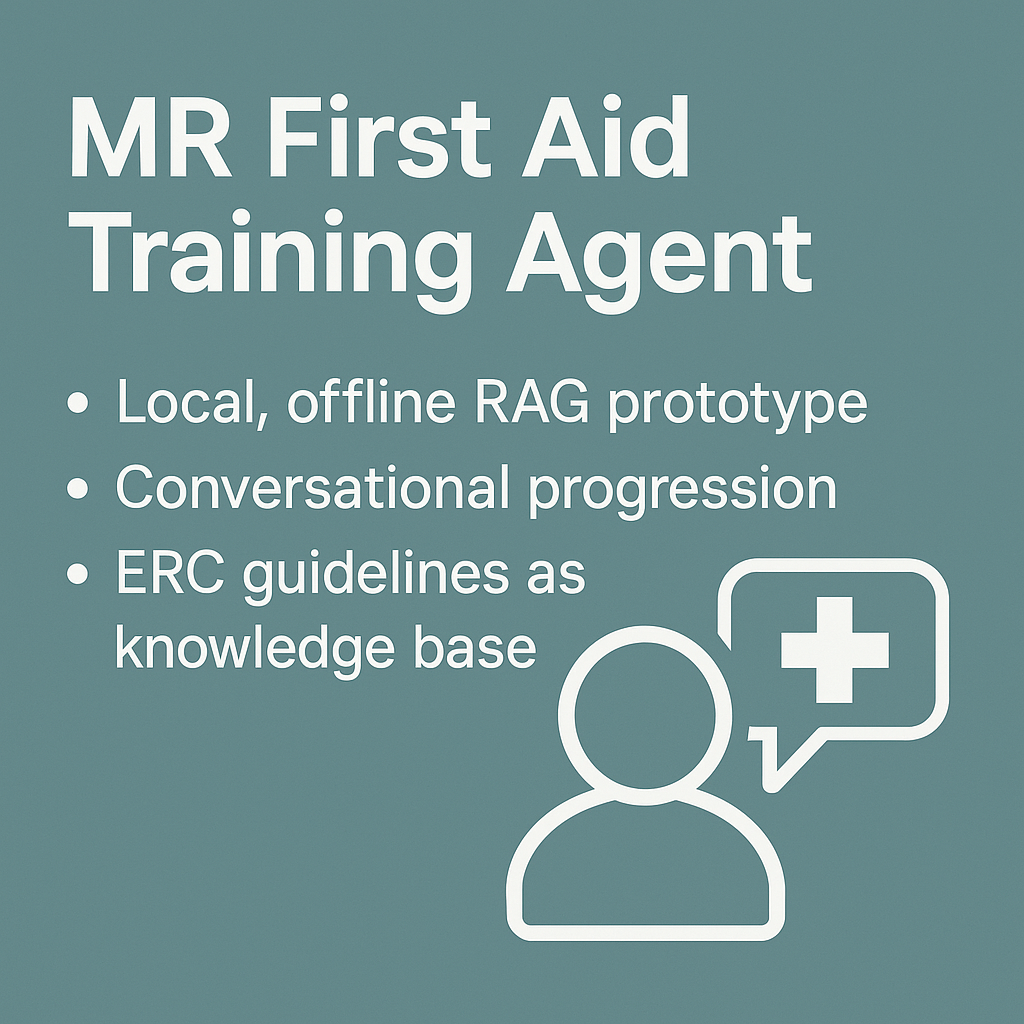 MR First Aid
Training Agent
• Local, offline RAG prototype
• Conversational progression
• ERC guidelines as
knowledge base